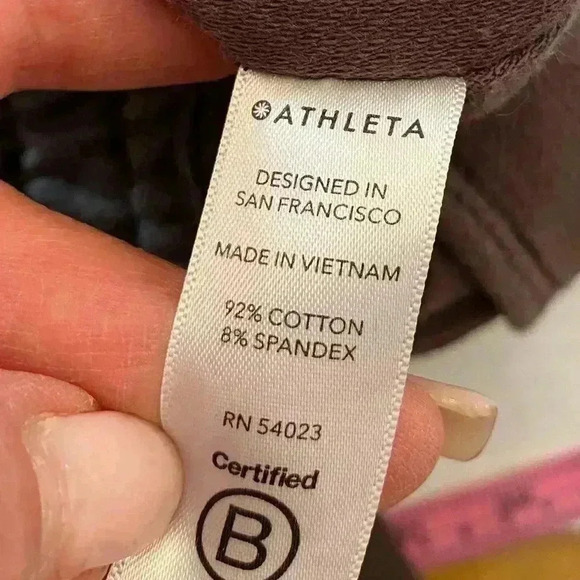 ATHLETA
DESIGNED IN
SAN FRANCISCO
MADE IN VIETNAM
92% COTTON
8% SPANDEX
RN 54023
Certified
B